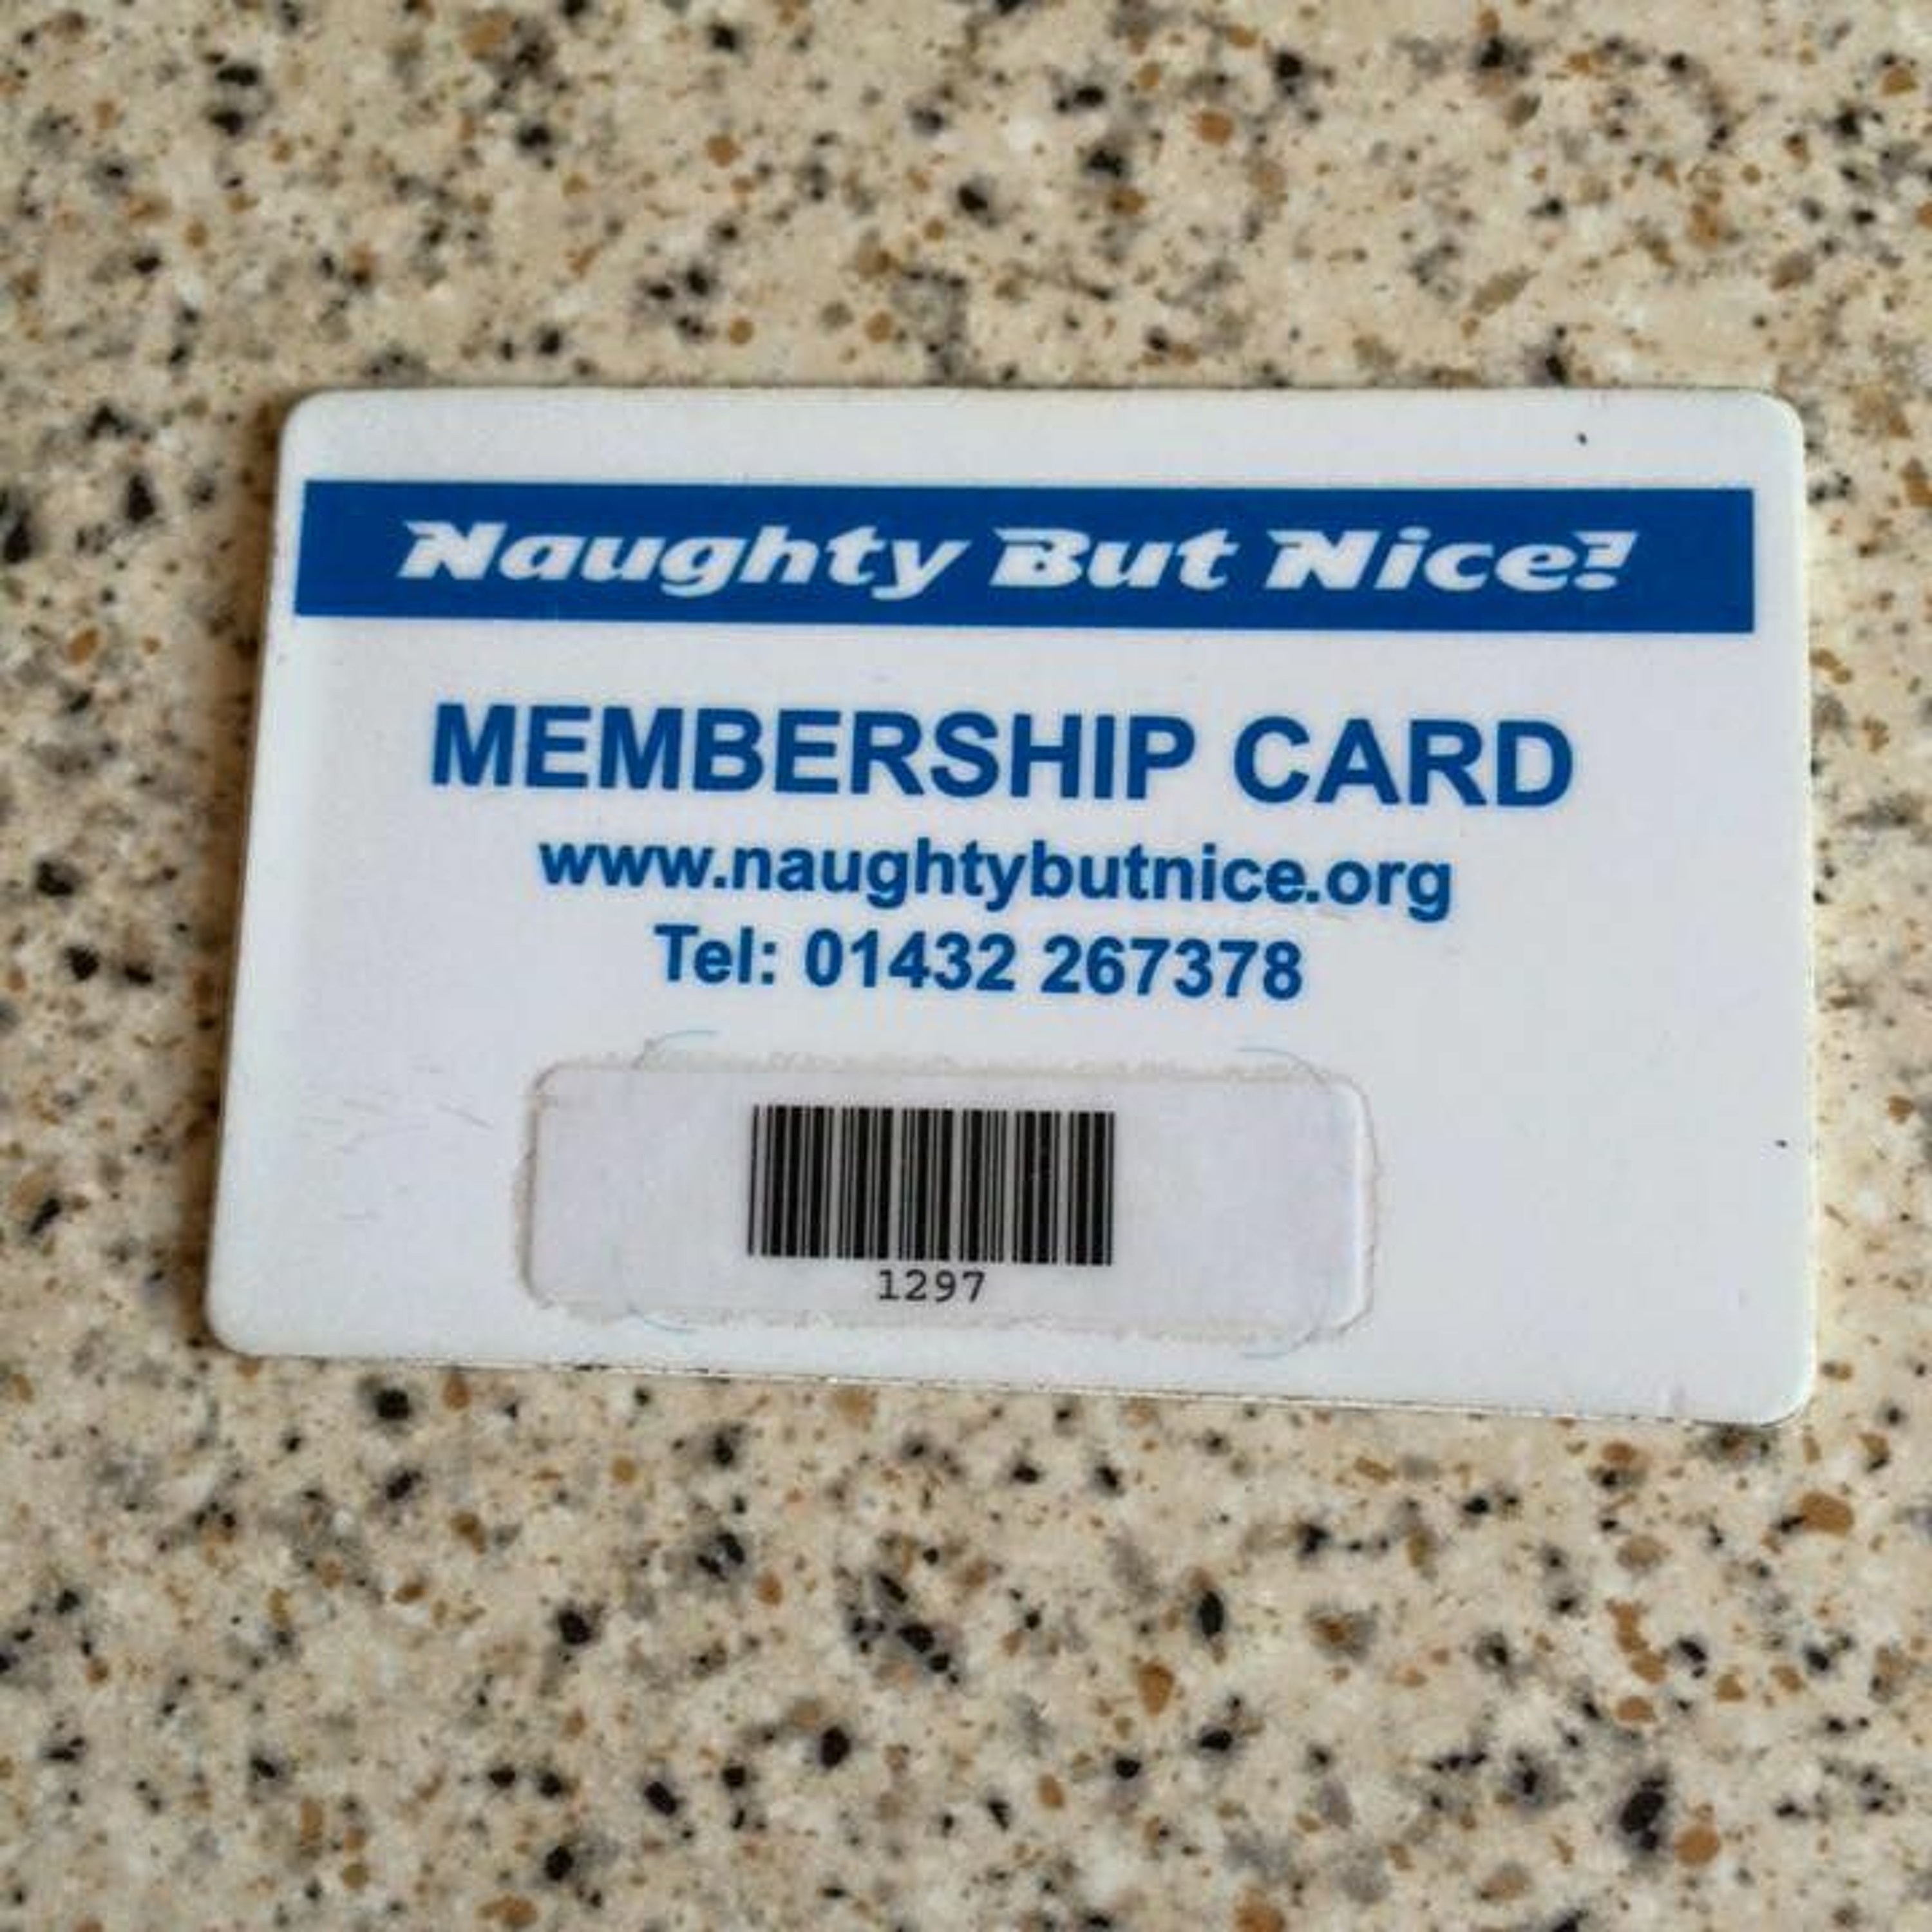 Naughty But Nice!
MEMBERSHIP CARD
www.naughtybutnice.org
Tel: 01432 267378
1297